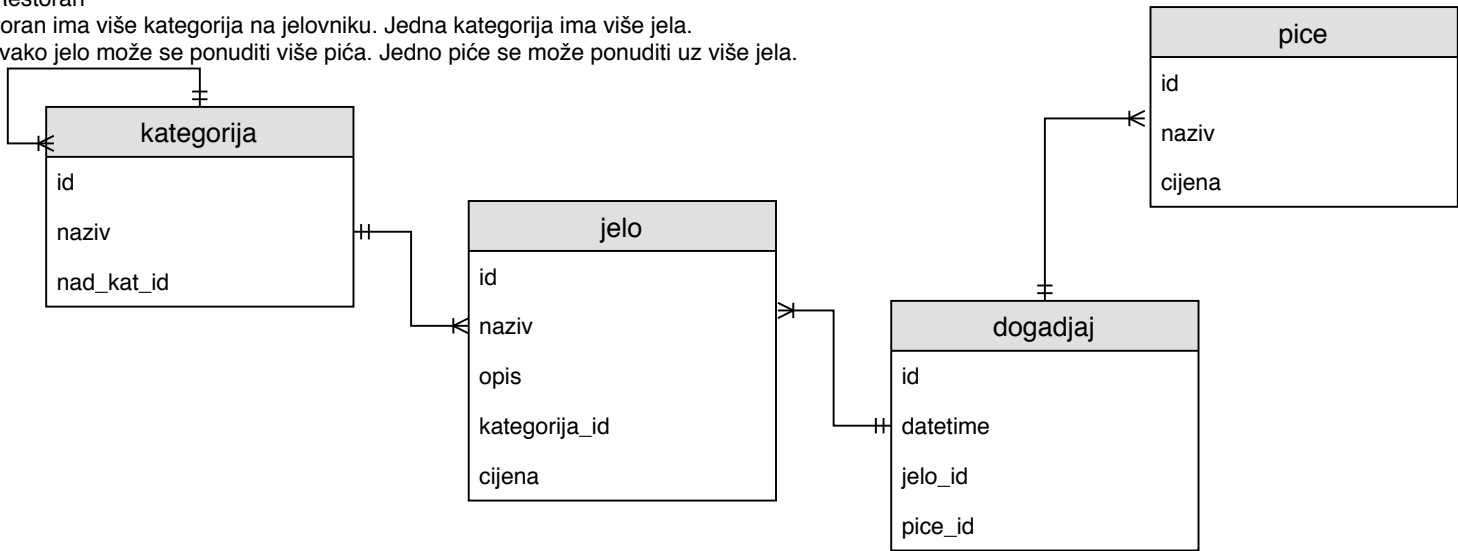 oran ima više kategorija na jelovniku. Jedna kategorija ima više jela.
vako jelo može se ponuditi više pića. Jedno piće se može ponuditi uz više jela.
kategorija
id
naziv
nad_kat_id
jelo
id
naziv
opis
kategorija_id
cijena
dogadjaj
id
datetime
jelo_id
pice_id
pice
id
naziv
cijena